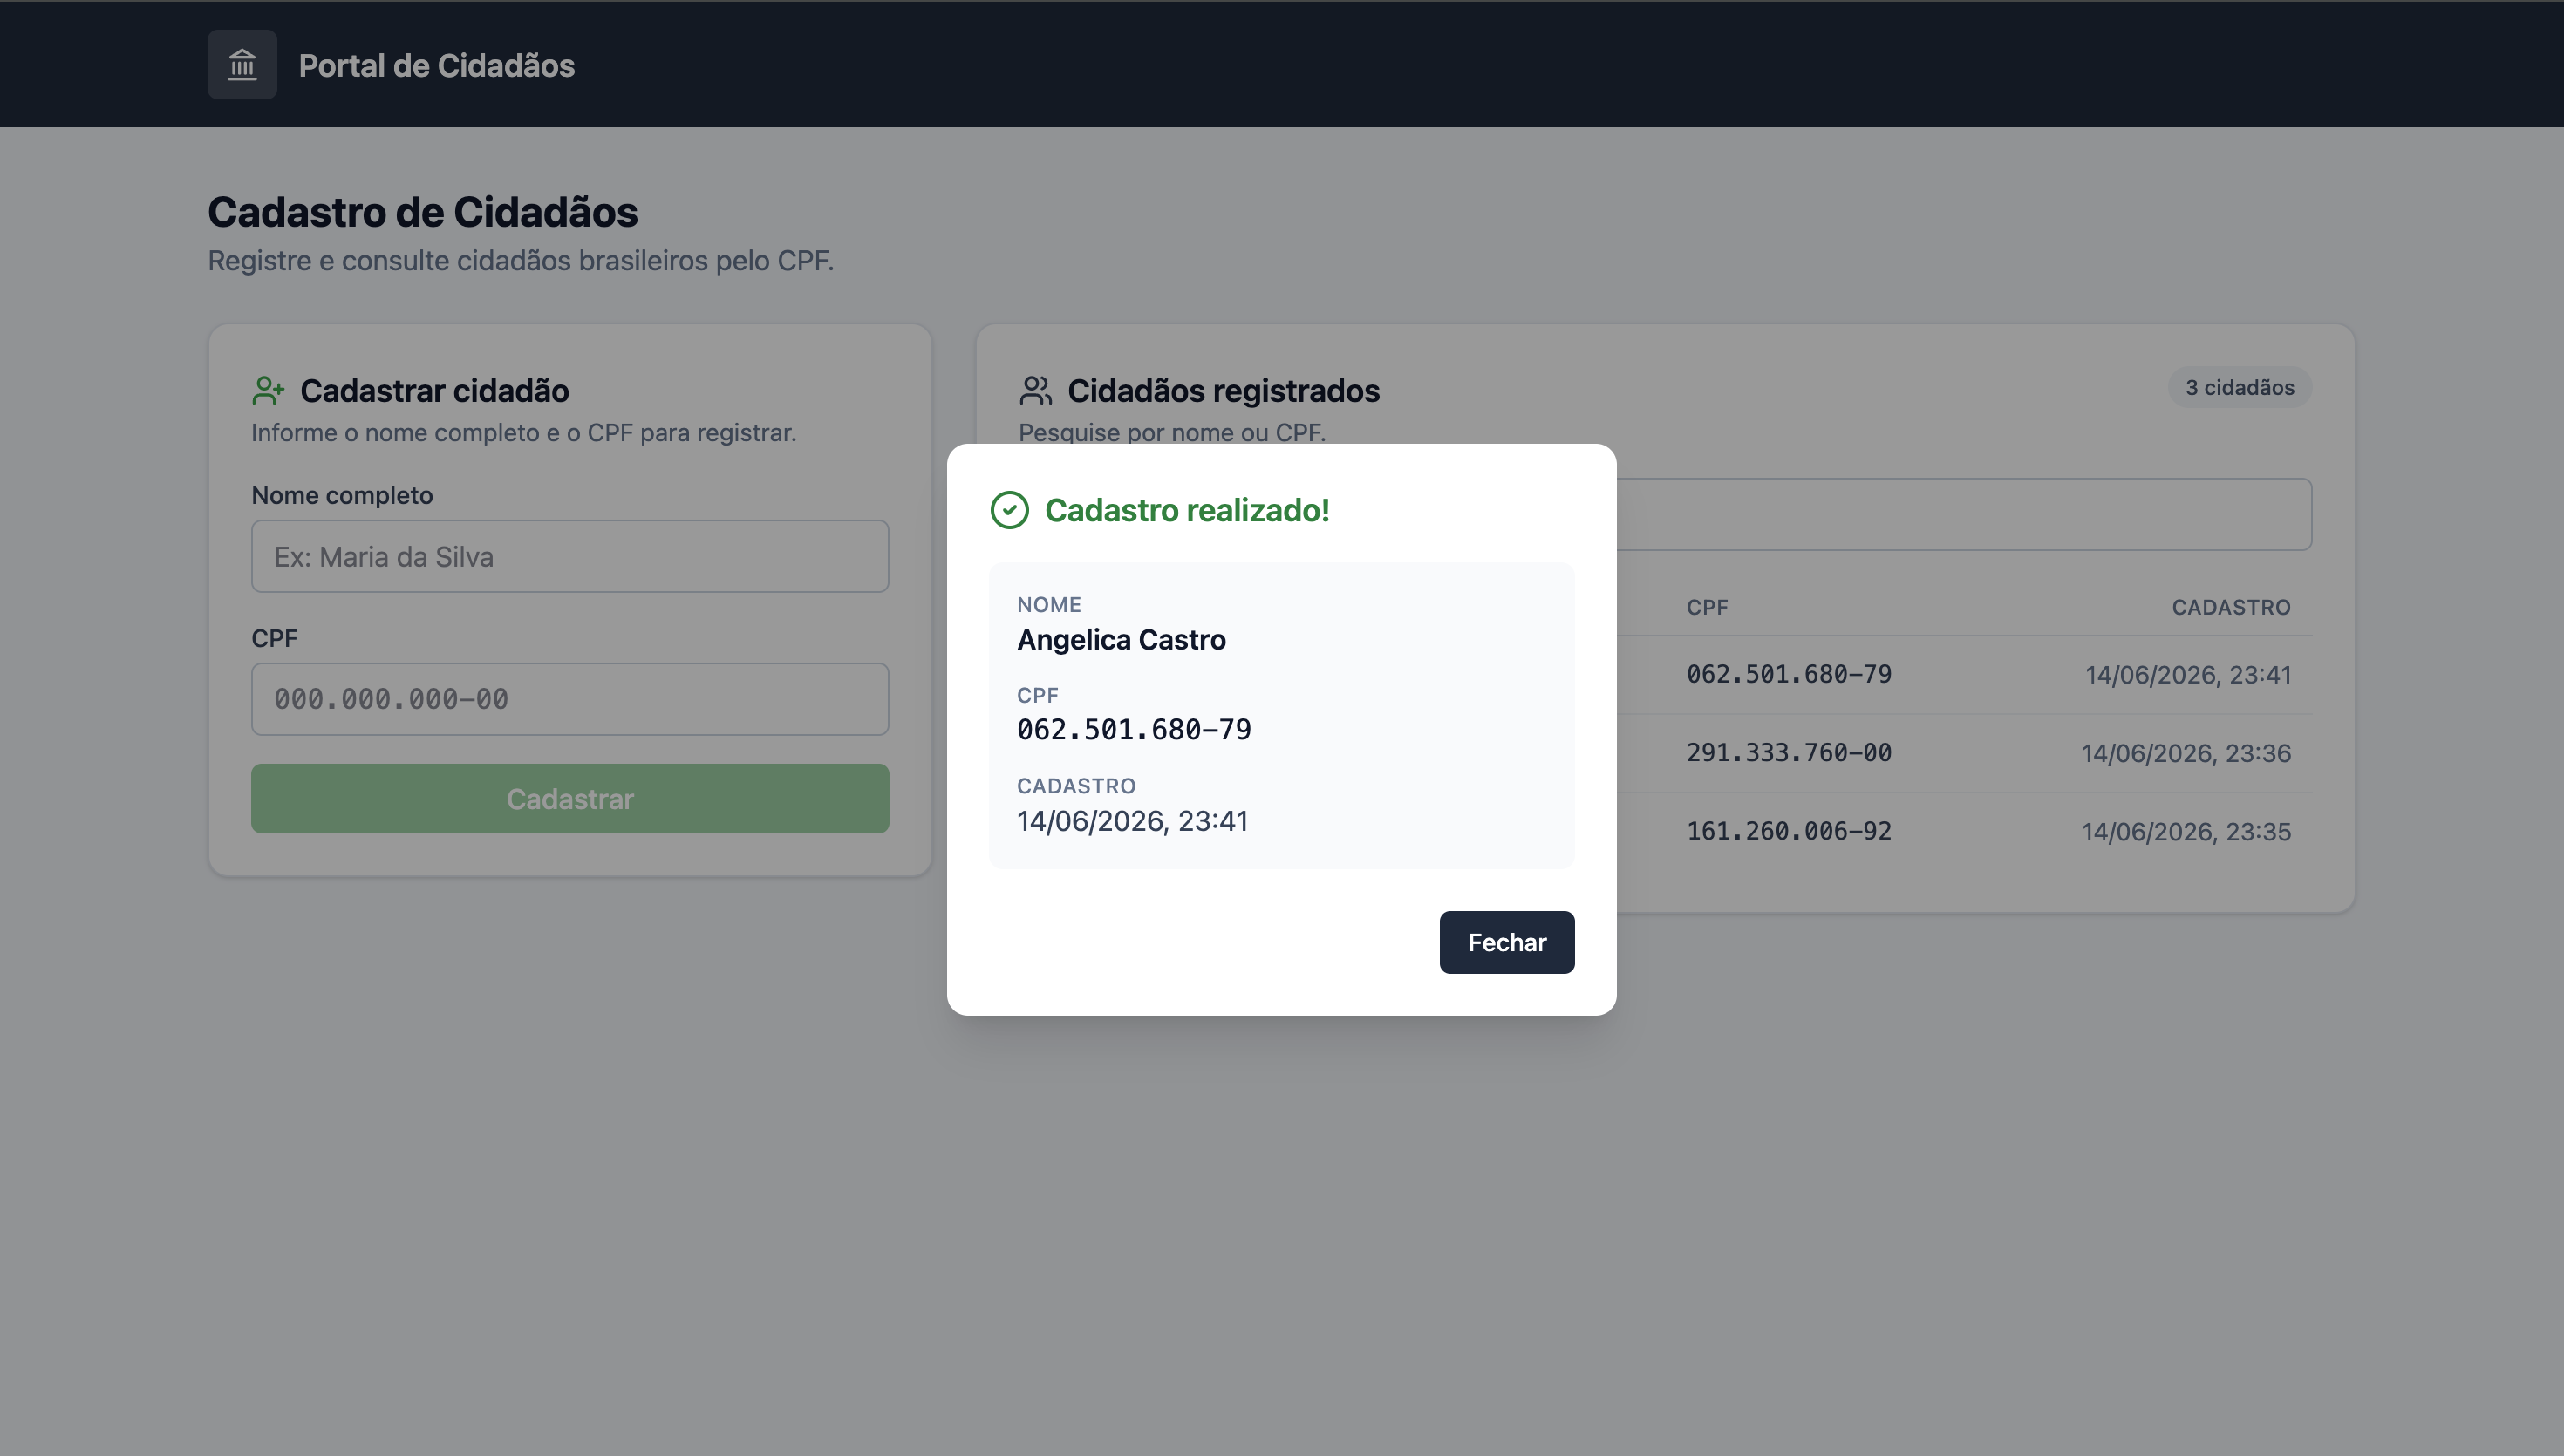 Portal de Cidadãos
Cadastro de Cidadãos
Registre e consulte cidadãos brasileiros pelo CPF.
Cadastrar cidadão
Informe o nome completo e o CPF para registrar.
Nome completo
Ex: Maria da Silva
CPF
000.000.000-00
Cadastrar
Cidadãos registrados
3 cidadãos
Pesquise por nome ou CPF.
CPF CADASTRO
062.501.680-79 14/06/2026, 23:41
291.333.760-00 14/06/2026, 23:36
161.260.006-92 14/06/2026, 23:35
Cadastro realizado!
NOME
Angelica Castro
CPF
062.501.680-79
CADASTRO
14/06/2026, 23:41
Fechar